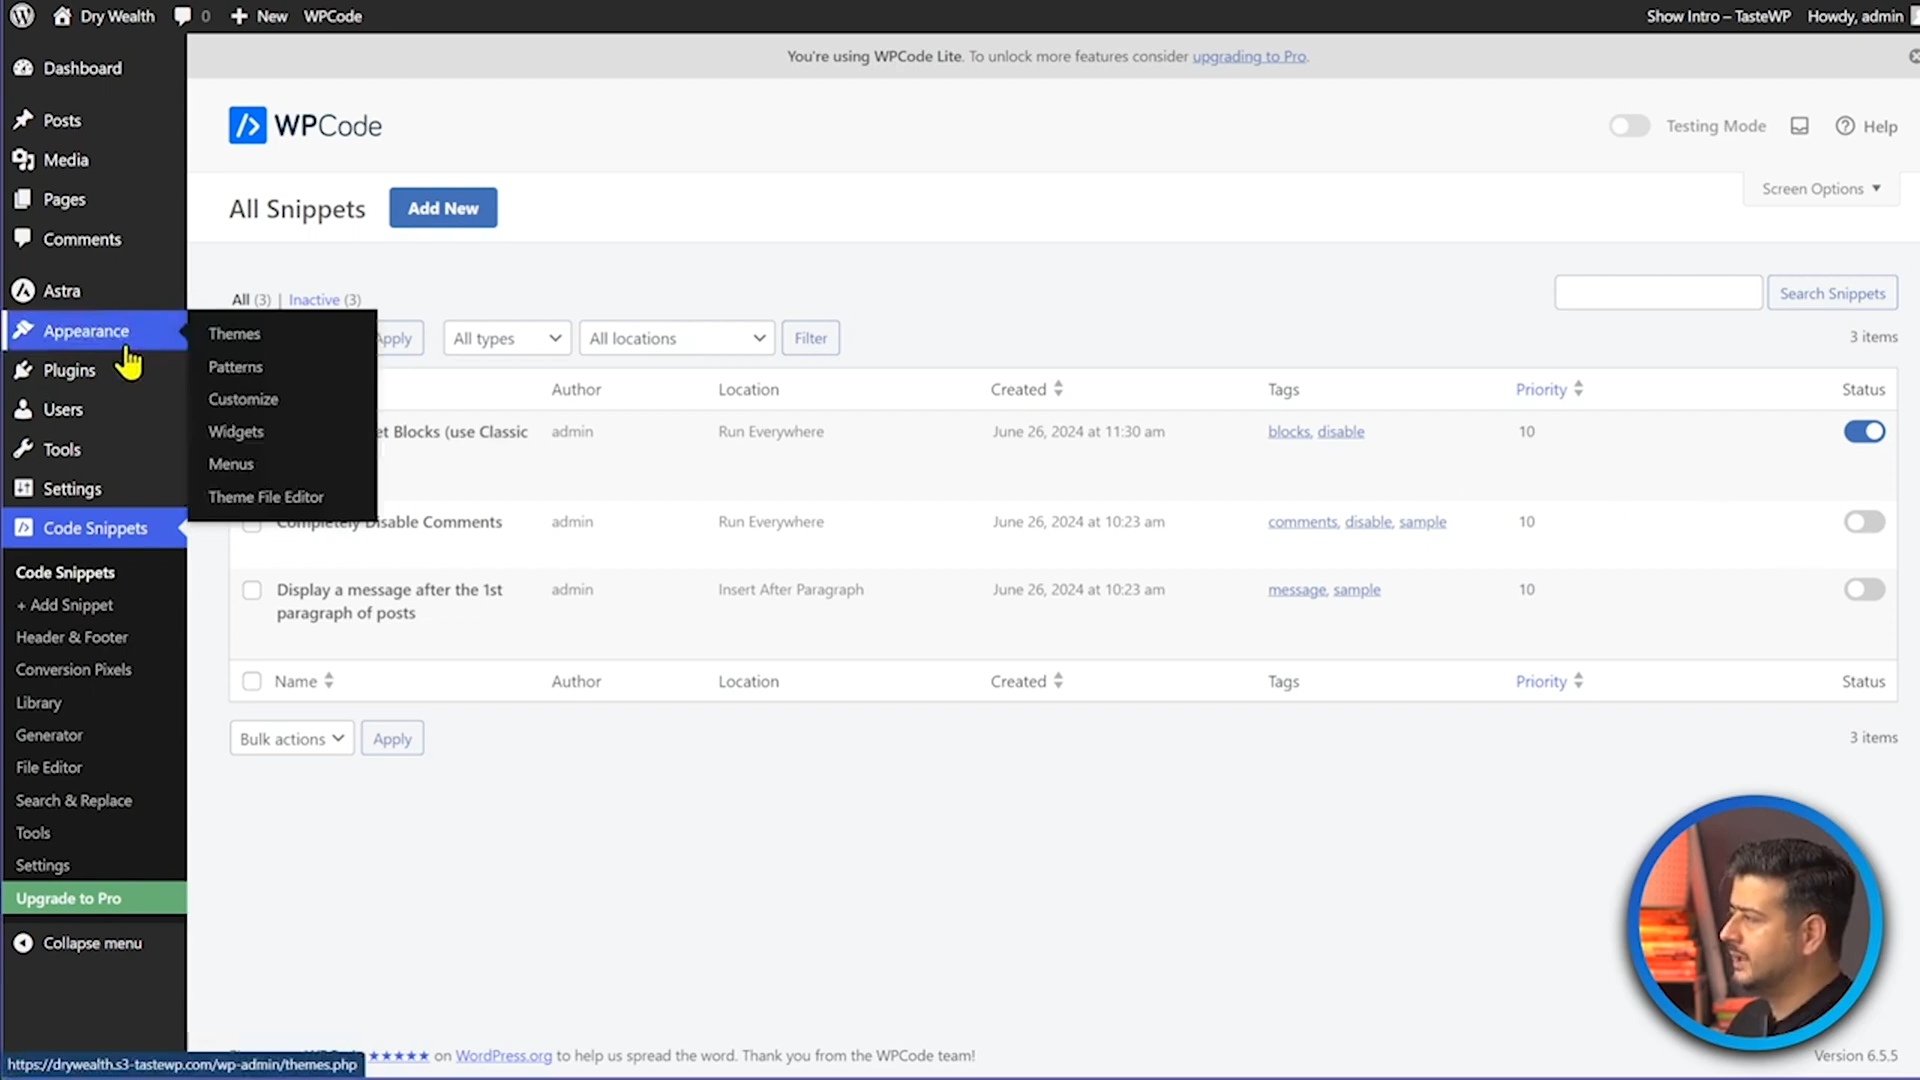 Dry Wealth
0
New
WPCode
Show Intro – TasteWP
Howdy, admin
You're using WPCode Lite. To unlock more features consider upgrading to Pro.
Dashboard
Posts
Media
Pages
Comments
Astra
Appearance
Plugins
Users
Tools
Settings
Code Snippets
Code Snippets
+ Add Snippet
Header & Footer
Conversion Pixels
Library
Generator
File Editor
Search & Replace
Tools
Settings
Upgrade to Pro
Collapse menu
Themes
Patterns
Customize
Widgets
Menus
Theme File Editor
WPCode
Testing Mode
Help
All Snippets
Add New
Screen Options
All (3) | Inactive (3)
Search Snippets
Apply
All types
All locations
Filter
3 items
Author
Location
Created
Tags
Priority
Status
Blocks (use Classic
admin
Run Everywhere
June 26, 2024 at 11:30 am
blocks, disable
10
Completely Disable Comments
admin
Run Everywhere
June 26, 2024 at 10:23 am
comments, disable, sample
10
Display a message after the 1st
paragraph of posts
admin
Insert After Paragraph
June 26, 2024 at 10:23 am
message, sample
10
Name
Author
Location
Created
Tags
Priority
Status
Bulk actions
Apply
3 items
★★★★★ on WordPress.org to help us spread the word. Thank you from the WPCode team!
Version 6.5.5
https://drywealth.s3-tastewp.com/wp-admin/themes.php